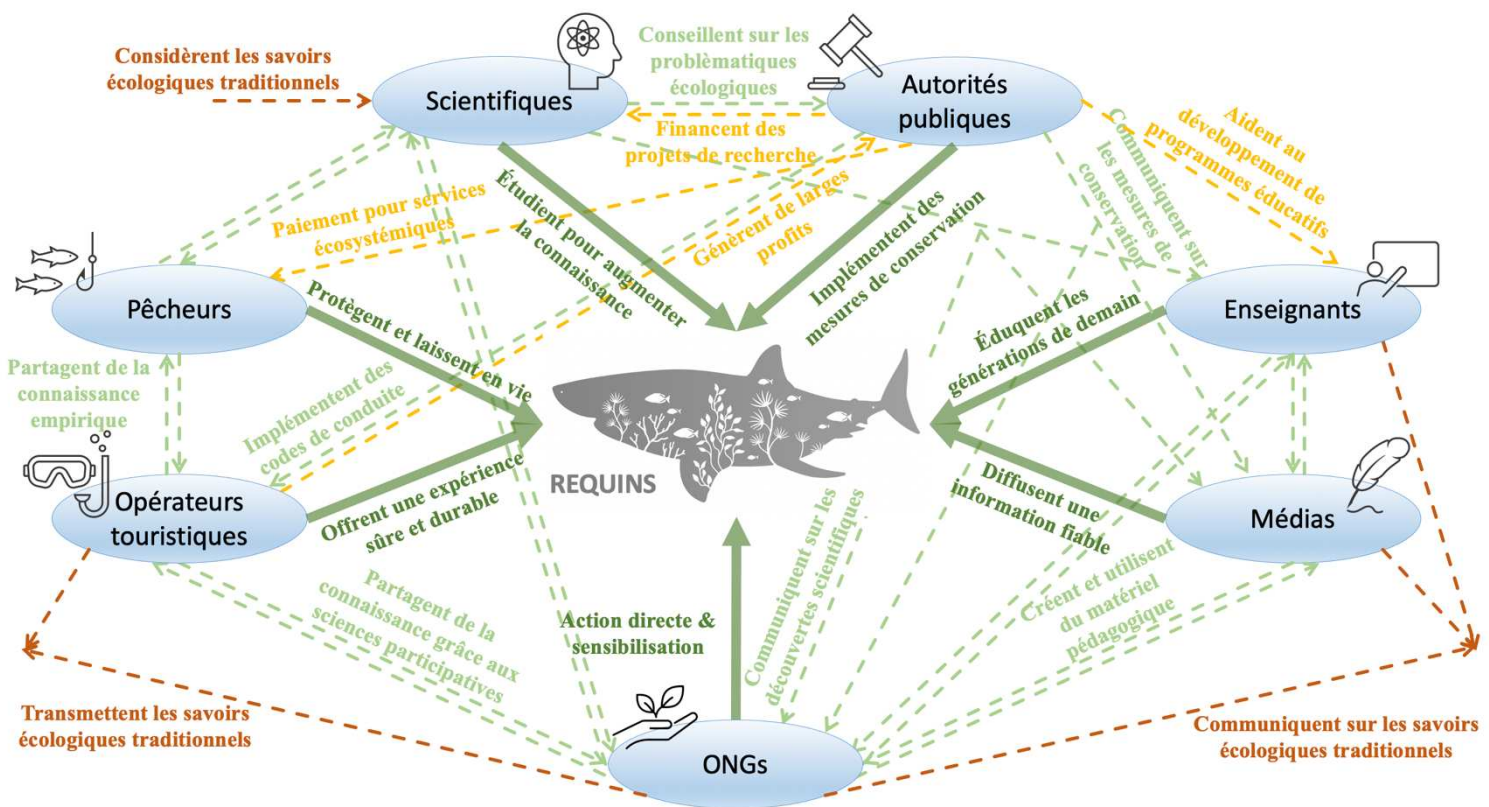 Considèrent les savoirs
écologiques traditionnels
Scientifiques
Conseillent sur les
problèmatiques
écologiques
Autorités
publiques
Financent des
projets de recherche
Aident au
développement de
programmes éducatifs
Communiquent sur
les mesures de
conservation
Paiement pour services
écosystémiques
Étudient pour augmenter
la connaissance
Génèrent de larges
profits
Implémentent des
mesures de conservation
Pêcheurs
Protègent et laissent en vie
Éduquent les
générations de demain
Enseignants
Partagent de la
connaissance
empirique
Implémentent des
codes de conduite
REQUINS
Opérateurs
touristiques
Offrent une expérience
sûre et durable
Diffusent une
information fiable
Médias
Partagent de la
connaissance grâce aux
sciences participatives
Action directe &
sensibilisation
Communiquent sur les
découvertes scientifiques
Créent et utilisent
du matériel
pédagogique
Transmettent les savoirs
écologiques traditionnels
ONGs
Communiquent sur les savoirs
écologiques traditionnels